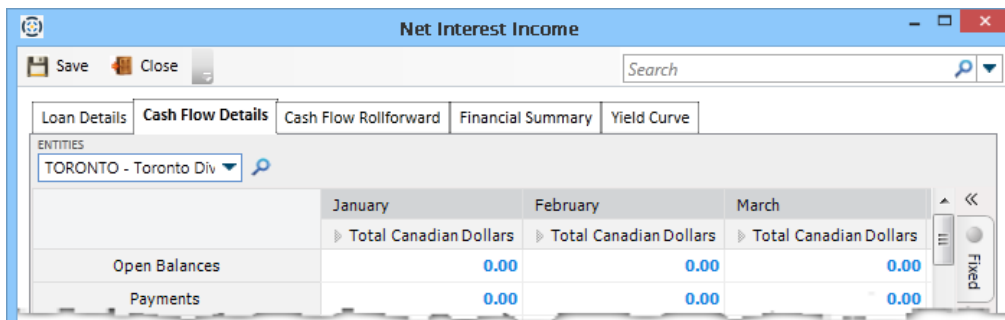 Net Interest Income
Save Close Search
Loan Details Cash Flow Details Cash Flow Rollforward Financial Summary Yield Curve
ENTITIES
TORONTO - Toronto Div
January February March
Total Canadian Dollars Total Canadian Dollars Total Canadian Dollars
Open Balances 0.00 0.00 0.00
Payments 0.00 0.00 0.00
Fixed